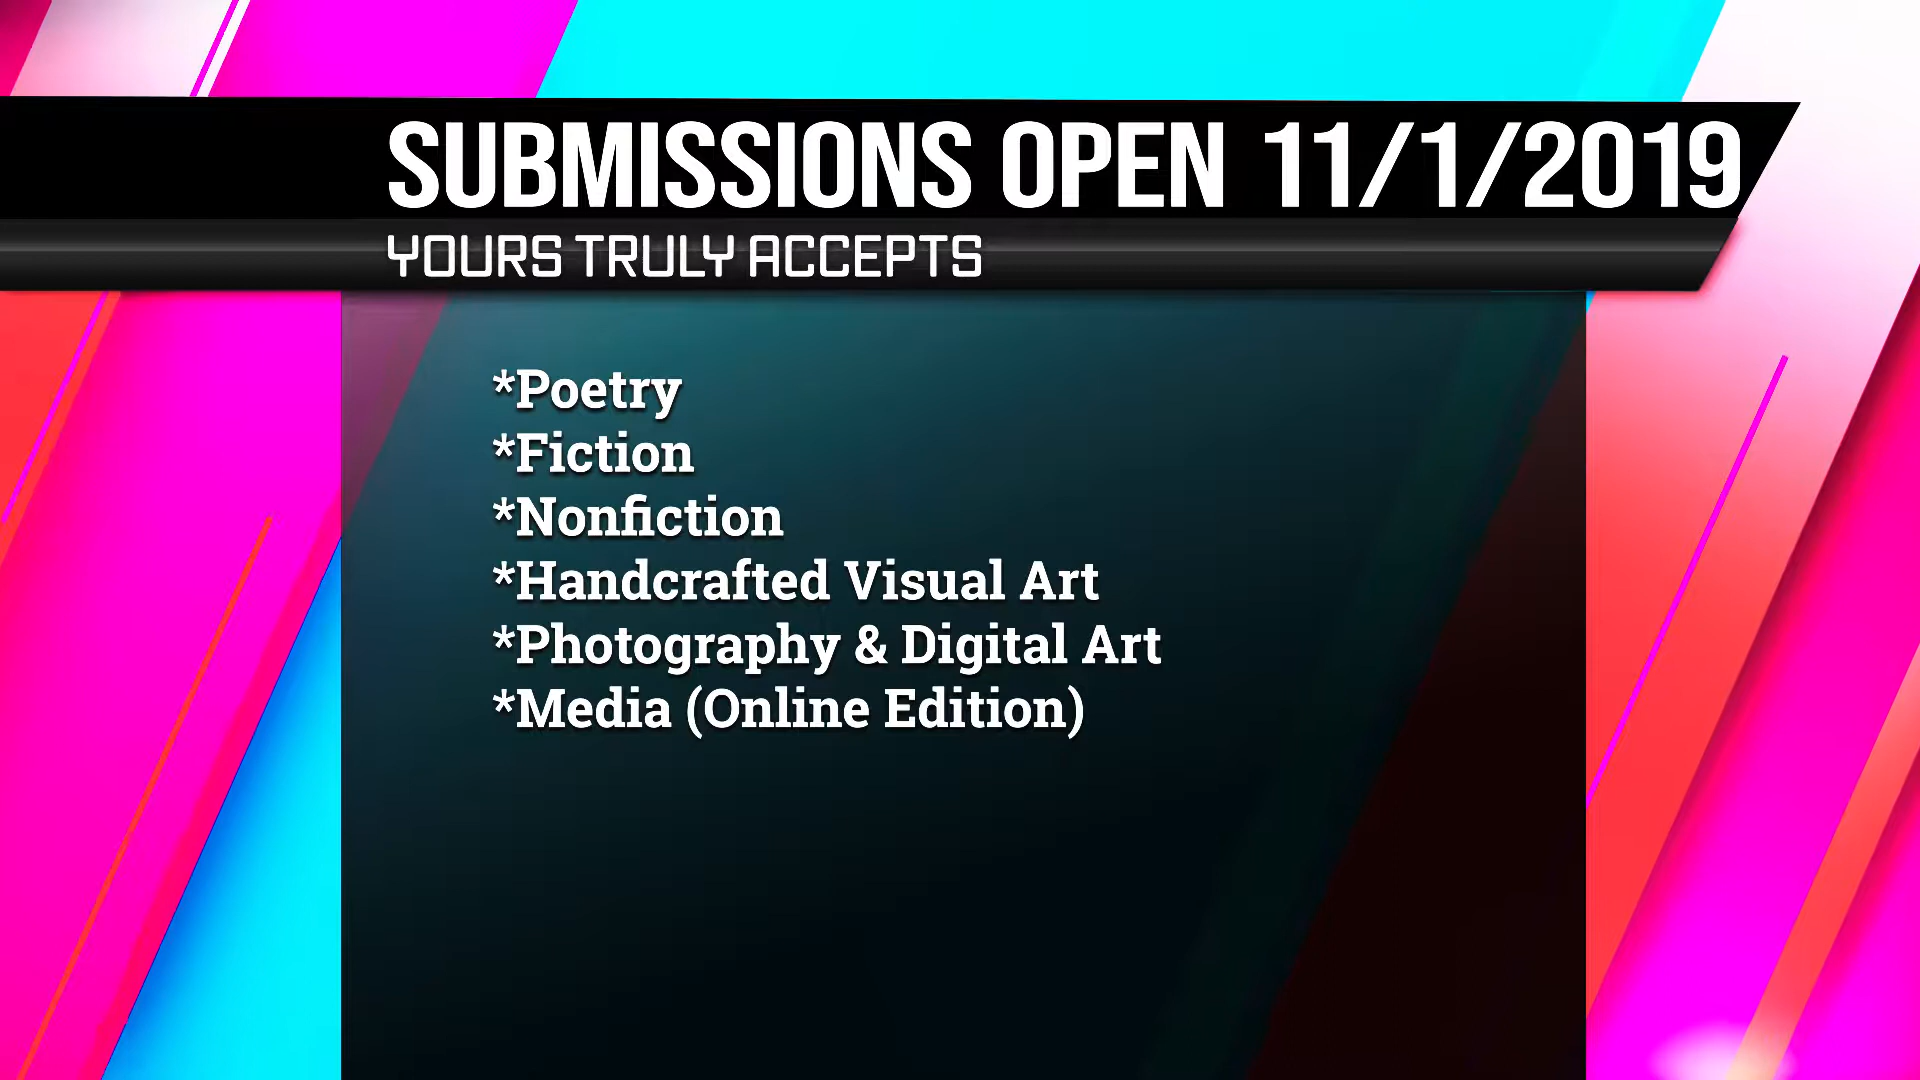 SUBMISSIONS OPEN 11/1/2019
YOURS TRULY ACCEPTS
*Poetry
*Fiction
*Nonfiction
*Handcrafted Visual Art
*Photography & Digital Art
*Media (Online Edition)